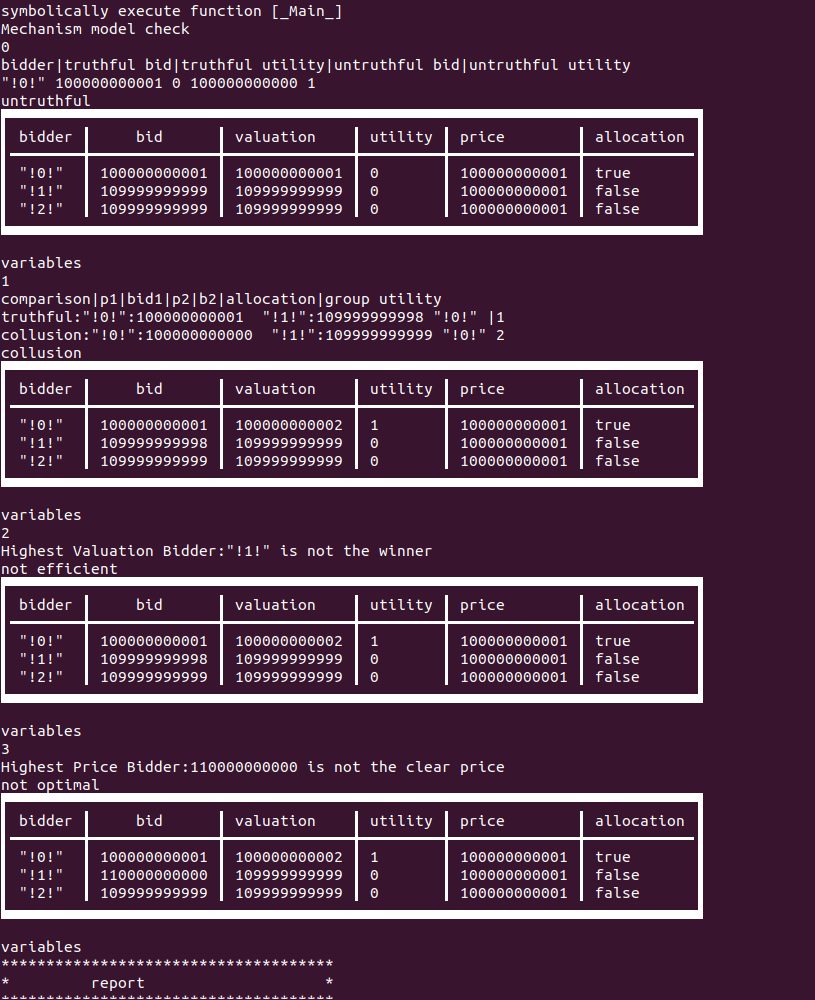 symbolically execute function [_Main_]
Mechanism model check
0
bidder|truthful bid|truthful utility|untruthful bid|untruthful utility
"!0!" 100000000001 0 100000000000 1
untruthful
bidder bid valuation utility price allocation
"!0!" 100000000001 100000000001 0 100000000001 true
"!1!" 109999999999 109999999999 0 100000000001 false
"!2!" 109999999999 109999999999 0 100000000001 false
variables
1
comparison|p1|bid1|p2|b2|allocation|group utility
truthful:"!0!":100000000001  "!1!":109999999998 "!0!" |1
collusion:"!0!":100000000000  "!1!":109999999999 "!0!" 2
collusion
bidder bid valuation utility price allocation
"!0!" 100000000001 100000000002 1 100000000001 true
"!1!" 109999999998 109999999999 0 100000000001 false
"!2!" 109999999999 109999999999 0 100000000001 false
variables
2
Highest Valuation Bidder:"!1!" is not the winner
not efficient
bidder bid valuation utility price allocation
"!0!" 100000000001 100000000002 1 100000000001 true
"!1!" 109999999998 109999999999 0 100000000001 false
"!2!" 109999999999 109999999999 0 100000000001 false
variables
3
Highest Price Bidder:110000000000 is not the clear price
not optimal
bidder bid valuation utility price allocation
"!0!" 100000000001 100000000002 1 100000000001 true
"!1!" 110000000000 109999999999 0 100000000001 false
"!2!" 109999999999 109999999999 0 100000000001 false
variables
*************************************
* report *
*************************************